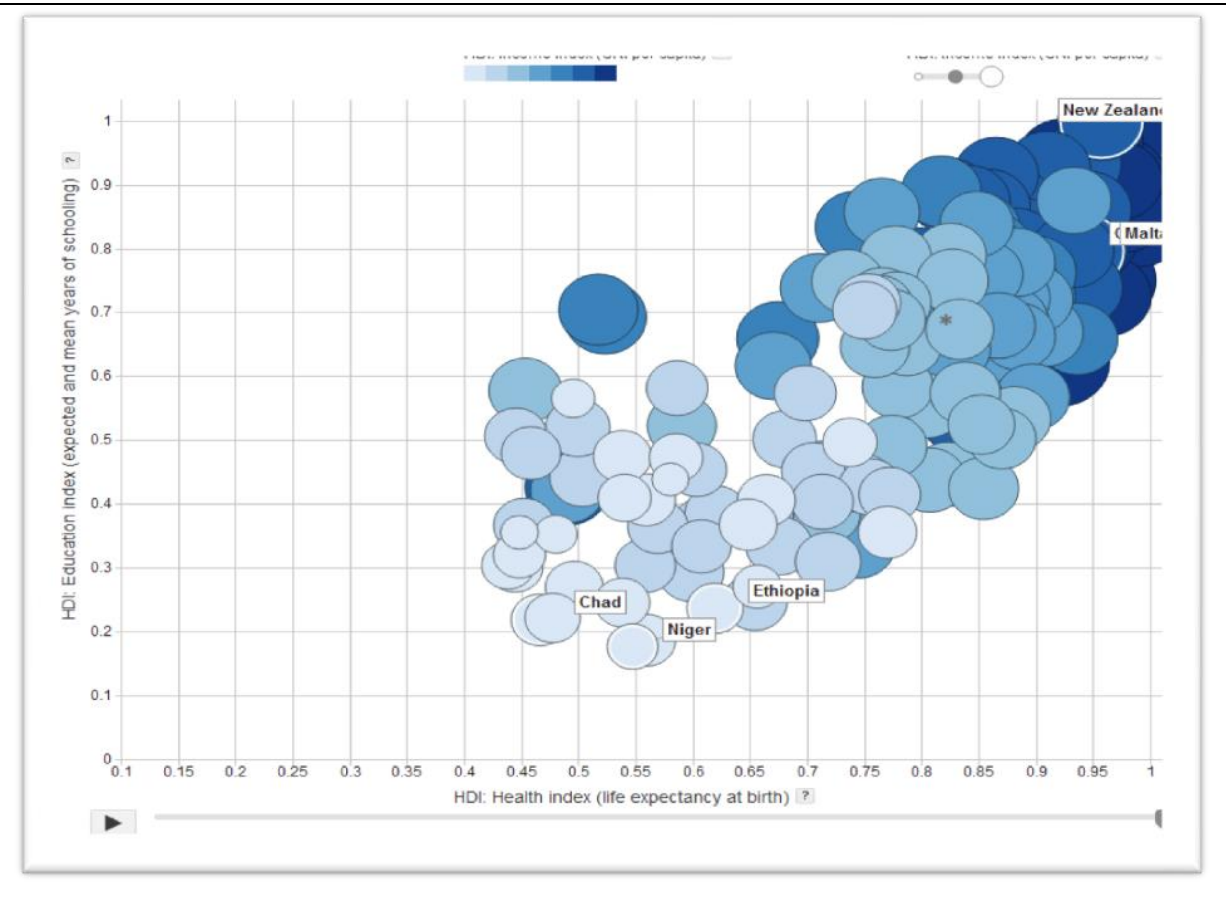 New Zealan
Malta
HDI: Education index (expected and mean years of schooling) ?
1
0.9
0.8
0.7
0.6
0.5
0.4
0.3
0.2
0.1
0
*
Ethiopia
Chad
Niger
0.1 0.15 0.2 0.25 0.3 0.35 0.4 0.45 0.5 0.55 0.6 0.65 0.7 0.75 0.8 0.85 0.9 0.95 1
HDI: Health index (life expectancy at birth) ?